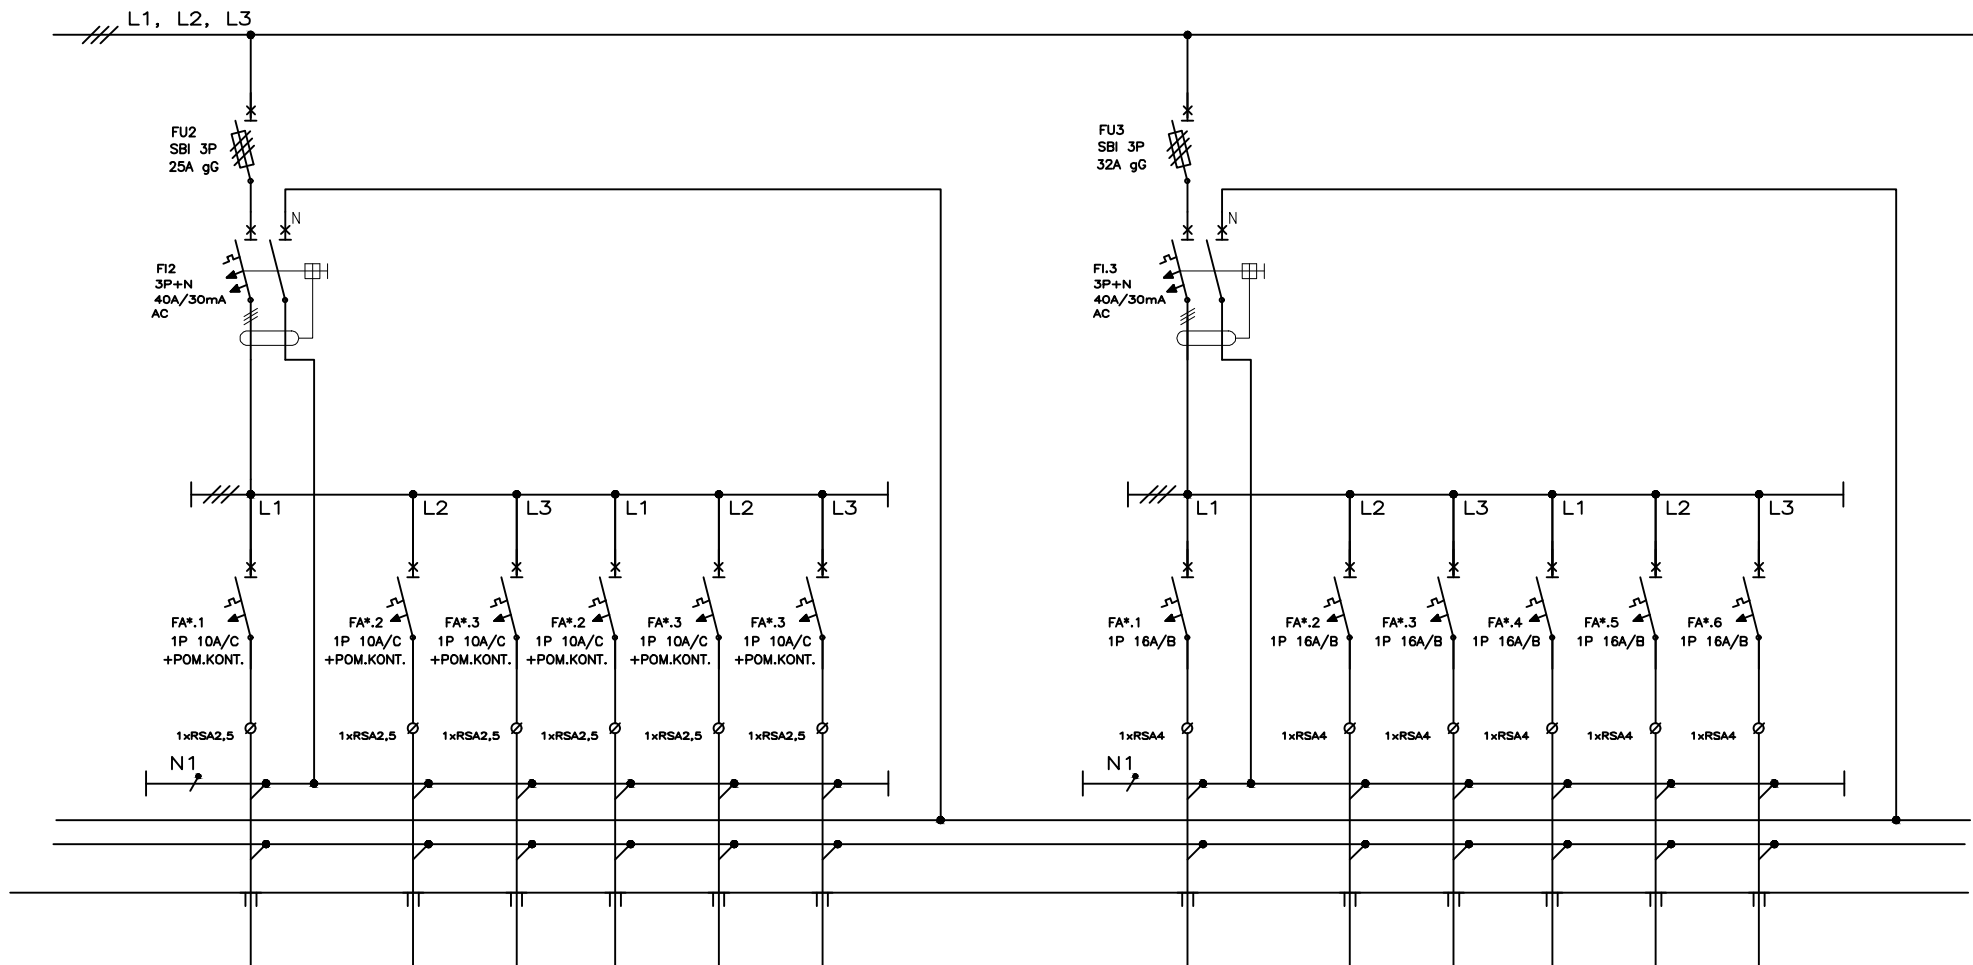 L1, L2, L3
FU2
SBI 3P
25A gG
FU3
SBI 3P
32A gG
N
N
FI2
3P+N
40A/30mA
AC
FI.3
3P+N
40A/30mA
AC
L1 L2 L3 L1 L2 L3
L1 L2 L3 L1 L2 L3
FA*.1
1P 10A/C
+POM.KONT.
FA*.2
1P 10A/C
+POM.KONT.
FA*.3
1P 10A/C
+POM.KONT.
FA*.2
1P 10A/C
+POM.KONT.
FA*.3
1P 10A/C
+POM.KONT.
FA*.3
1P 10A/C
+POM.KONT.
FA*.1
1P 16A/B
FA*.2
1P 16A/B
FA*.3
1P 16A/B
FA*.4
1P 16A/B
FA*.5
1P 16A/B
FA*.6
1P 16A/B
1xRSA2,5 1xRSA2,5 1xRSA2,5 1xRSA2,5 1xRSA2,5 1xRSA2,5
1xRSA4 1xRSA4 1xRSA4 1xRSA4 1xRSA4 1xRSA4
N1
N1